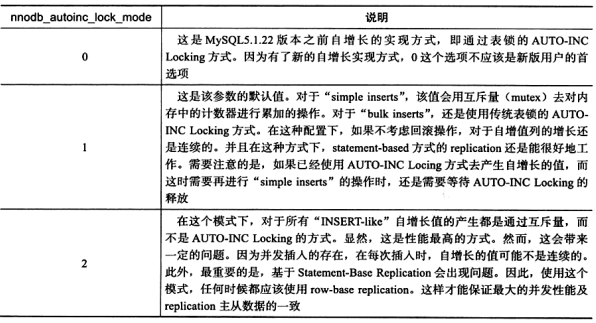 nnodb_autoinc_lock_mode 说明
0
这是MySQL5.1.22 版本之前自增长的实现方式，即通过表锁的AUTO-INC
Locking 方式。因为有了新的自增长实现方式，0 这个选项不应该是新版用户的首
选项
1
这是该参数的默认值。对于“simple inserts”，该值会用互斥量（mutex）去对内
存中的计数器进行累加的操作。对于“bulk inserts”，还是使用传统表锁的 AUTO-
INC Locking 方式。在这种配置下，如果不考虑回滚操作，对于自增值列的增长还
是连续的。并且在这种方式下，statement-based 方式的 replication 还是能很好地工
作。需要注意的是，如果已经使用 AUTO-INC Locing 方式去产生自增长的值，而
这时需要再进行“simple inserts”的操作时，还是需要等待 AUTO-INC Locking 的
释放
2
在这个模式下，对于所有“INSERT-like”自增长值的产生都是通过互斥量，而
不是 AUTO-INC Locking 的方式。显然，这是性能最高的方式。然而，这会带来
一定的问题。因为并发插入的存在，在每次插入时，自增长的值可能不是连续的。
此外，最重要的是，基于 Statement-Base Replication 会出现问题。因此，使用这个
模式，任何时候都应该使用 row-base replication。这样才能保证最大的并发性能及
replication 主从数据的一致